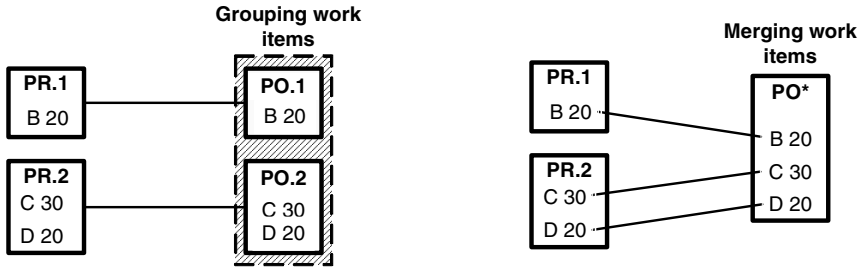 Grouping work
items
PR.1
B 20
PO.1
B 20
PR.2
C 30
D 20
PO.2
C 30
D 20
Merging work
items
PR.1
B 20
PR.2
C 30
D 20
PO*
B 20
C 30
D 20